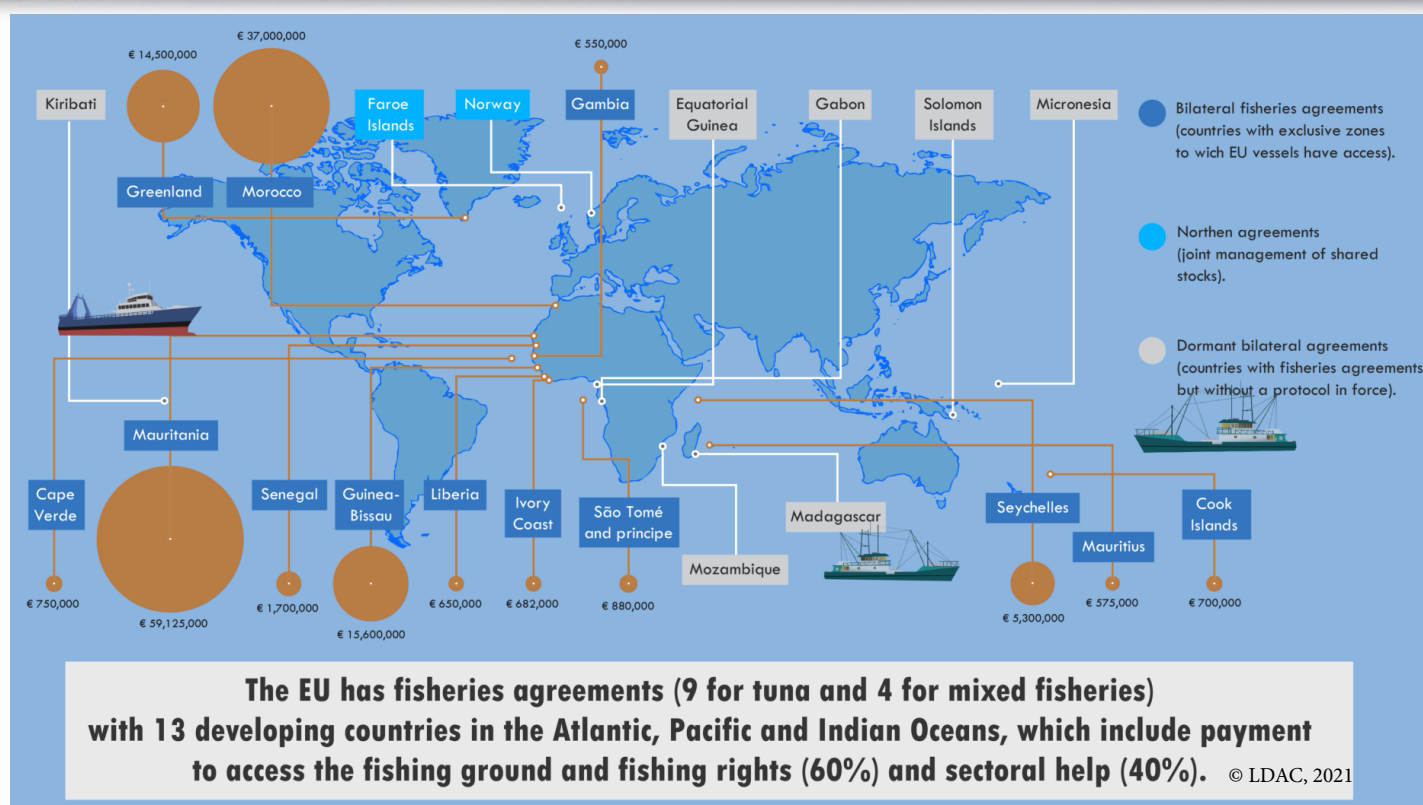 € 37,000,000
€ 14,500,000
€ 550,000
Kiribati
Faroe
Islands
Norway
Gambia
Equatorial
Guinea
Gabon
Solomon
Islands
Micronesia
Greenland
Morocco
Bilateral fisheries agreements
(countries with exclusive zones
to wich EU vessels have access).
Northen agreements
(joint management of shared
stocks).
Dormant bilateral agreements
(countries with fisheries agreements
but without a protocol in force).
Mauritania
Cape
Verde
Senegal
Guinea-
Bissau
Liberia
Ivory
Coast
São Tomé
and principe
Madagascar
Mozambique
Seychelles
Mauritius
Cook
Islands
€ 750,000
€ 59,125,000
€ 1,700,000
€ 15,600,000
€ 650,000
€ 682,000
€ 880,000
€ 5,300,000
€ 575,000
€ 700,000
The EU has fisheries agreements (9 for tuna and 4 for mixed fisheries)
with 13 developing countries in the Atlantic, Pacific and Indian Oceans, which include payment
to access the fishing ground and fishing rights (60%) and sectoral help (40%). © LDAC, 2021